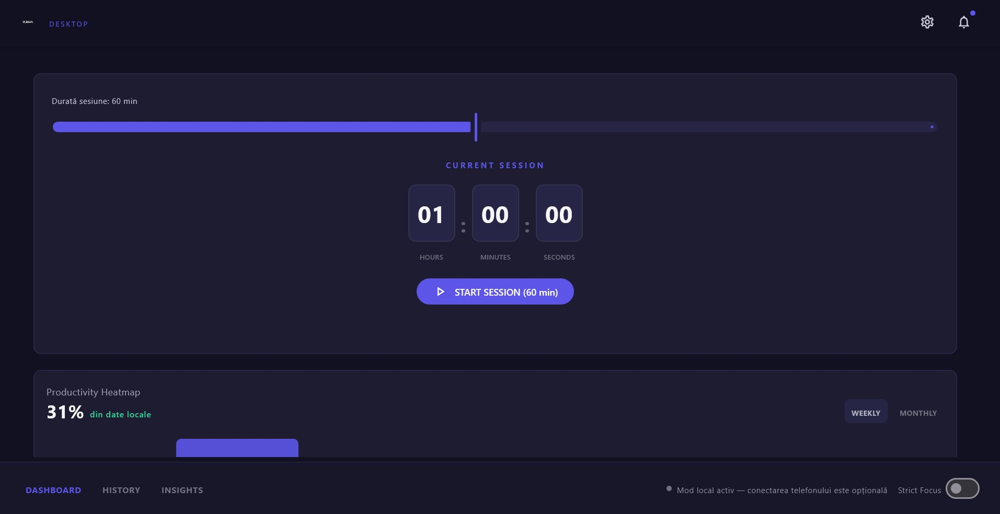 DESKTOP
Durată sesiune: 60 min
CURRENT SESSION
01 : 00 : 00
HOURS MINUTES SECONDS
START SESSION (60 min)
Productivity Heatmap
31% din date locale
WEEKLY MONTHLY
DASHBOARD HISTORY INSIGHTS
Mod local activ — conectarea telefonului este opțională Strict Focus